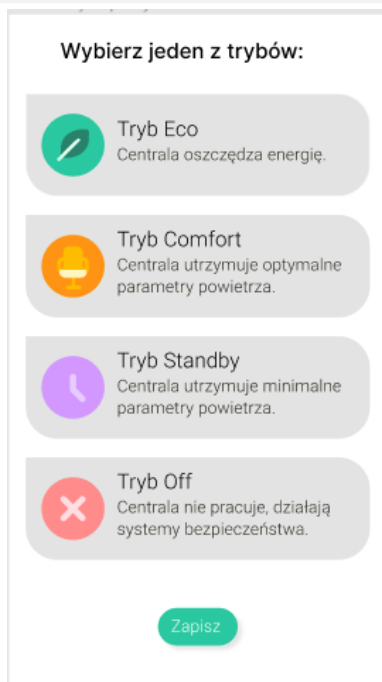 Wybierz jeden z trybów:
Tryb Eco
Centrala oszczędza energię.
Tryb Comfort
Centrala utrzymuje optymalne
parametry powietrza.
Tryb Standby
Centrala utrzymuje minimalne
parametry powietrza.
Tryb Off
Centrala nie pracuje, działają
systemy bezpieczeństwa.
Zapisz